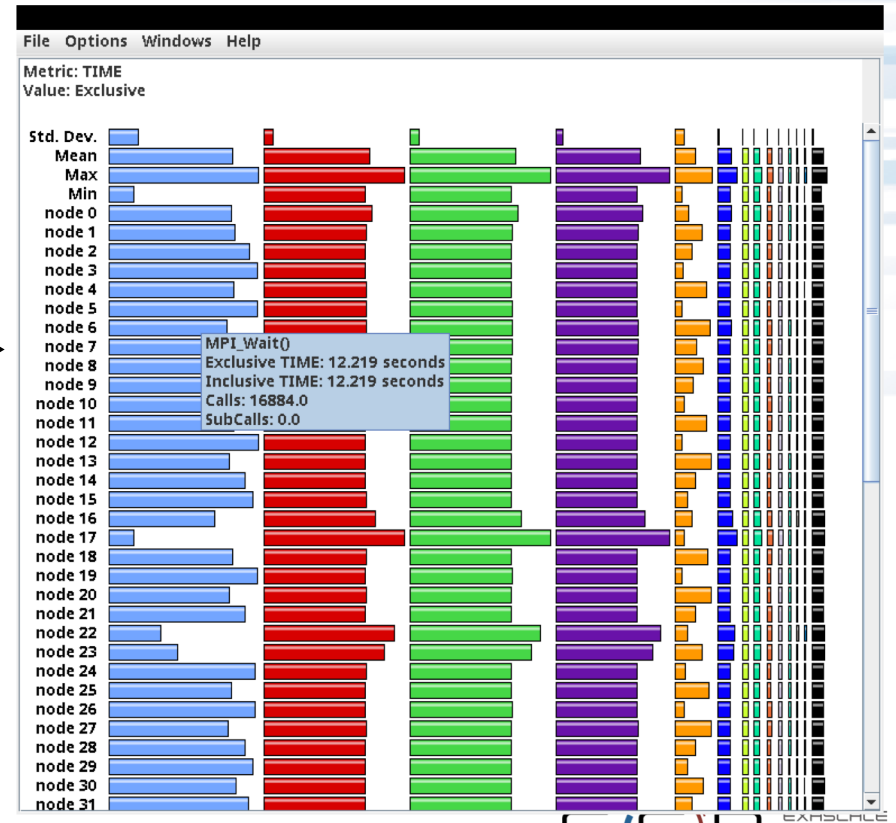 File Options Windows Help
Metric: TIME
Value: Exclusive
Std. Dev.
Mean
Max
Min
node 0
node 1
node 2
node 3
node 4
node 5
node 6
node 7
node 8
node 9
node 10
node 11
node 12
node 13
node 14
node 15
node 16
node 17
node 18
node 19
node 20
node 21
node 22
node 23
node 24
node 25
node 26
node 27
node 28
node 29
node 30
node 31
MPI_Wait()
Exclusive TIME: 12.219 seconds
Inclusive TIME: 12.219 seconds
Calls: 16884.0
SubCalls: 0.0